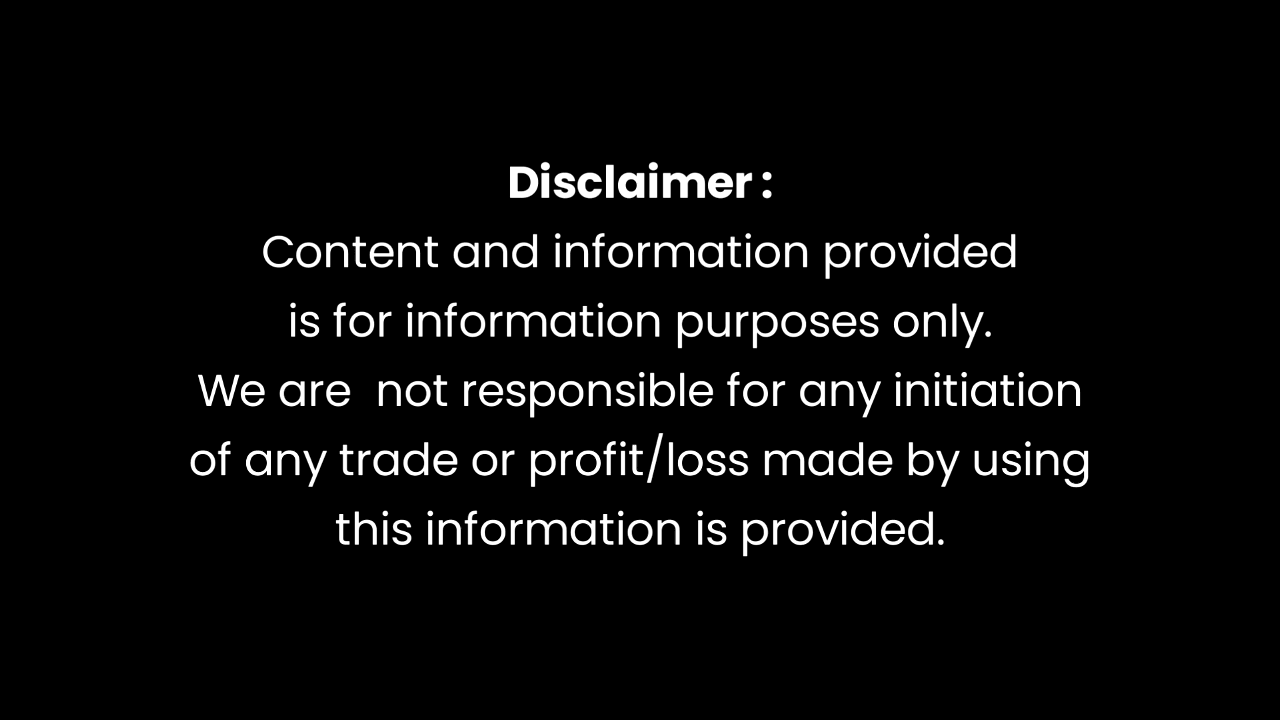 Disclaimer :
Content and information provided
is for information purposes only.
We are  not responsible for any initiation
of any trade or profit/loss made by using
this information is provided.